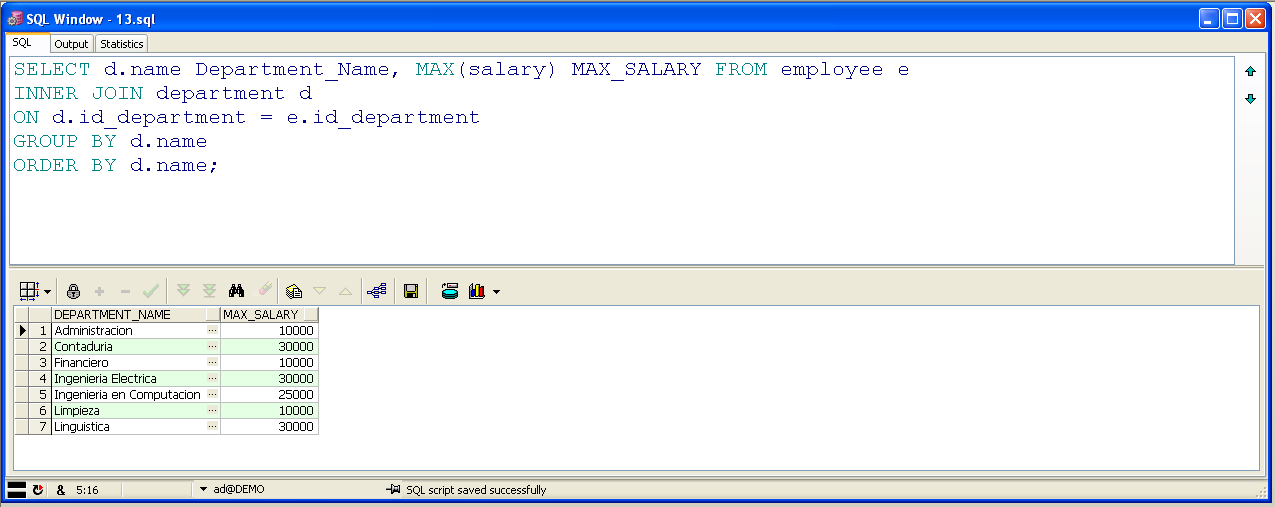 SQL Window - 13.sql
SQL Output Statistics
SELECT d.name Department_Name, MAX(salary) MAX_SALARY FROM employee e
INNER JOIN department d
ON d.id_department = e.id_department
GROUP BY d.name
ORDER BY d.name;
DEPARTMENT_NAME MAX_SALARY
1 Administracion ... 10000
2 Contaduria ... 30000
3 Financiero ... 10000
4 Ingenieria Electrica ... 30000
5 Ingenieria en Computacion ... 25000
6 Limpieza ... 10000
7 Linguistica ... 30000
& 5:16 ad@DEMO SQL script saved successfully